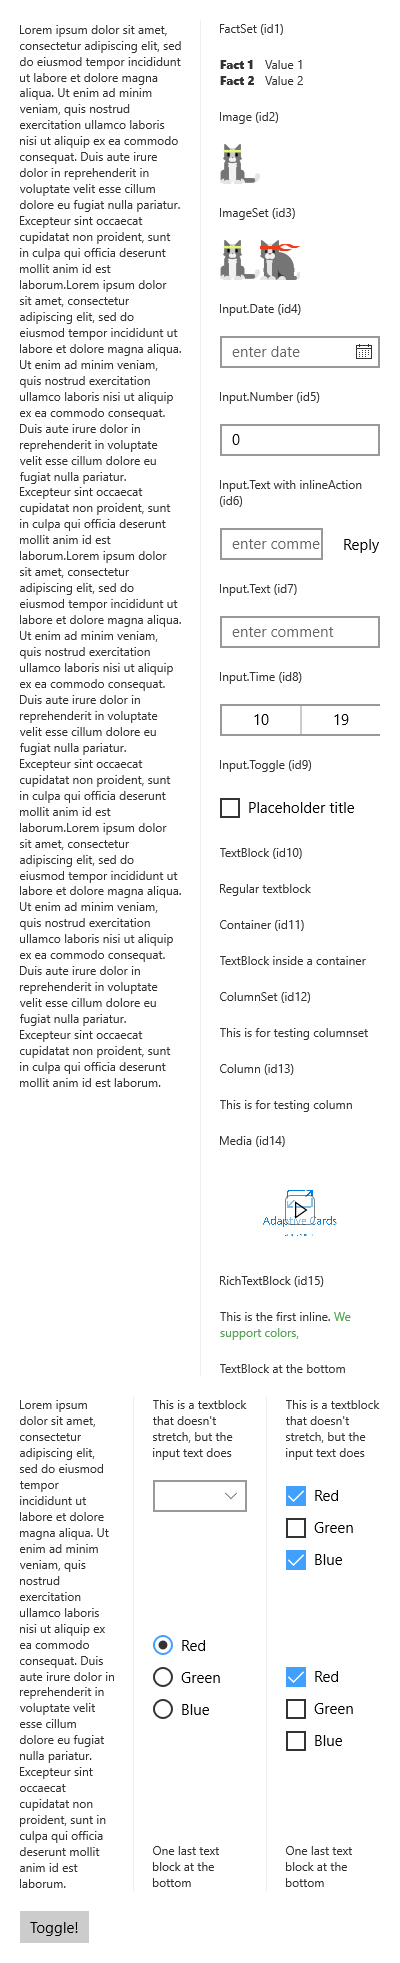 Lorem ipsum dolor sit amet,
consectetur adipiscing elit, sed
do eiusmod tempor incididunt
ut labore et dolore magna
aliqua. Ut enim ad minim
veniam, quis nostrud
exercitation ullamco laboris
nisi ut aliquip ex ea commodo
consequat. Duis aute irure
dolor in reprehenderit in
voluptate velit esse cillum
dolore eu fugiat nulla pariatur.
Excepteur sint occaecat
cupidatat non proident, sunt
in culpa qui officia deserunt
mollit anim id est
laborum.Lorem ipsum dolor
sit amet, consectetur
adipiscing elit, sed do
eiusmod tempor incididunt ut
labore et dolore magna aliqua.
Ut enim ad minim veniam,
quis nostrud exercitation
ullamco laboris nisi ut aliquip
ex ea commodo consequat.
Duis aute irure dolor in
reprehenderit in voluptate
velit esse cillum dolore eu
fugiat nulla pariatur.
Excepteur sint occaecat
cupidatat non proident, sunt
in culpa qui officia deserunt
mollit anim id est
laborum.Lorem ipsum dolor
sit amet, consectetur
adipiscing elit, sed do
eiusmod tempor incididunt ut
labore et dolore magna aliqua.
Ut enim ad minim veniam,
quis nostrud exercitation
ullamco laboris nisi ut aliquip
ex ea commodo consequat.
Duis aute irure dolor in
reprehenderit in voluptate
velit esse cillum dolore eu
fugiat nulla pariatur.
Excepteur sint occaecat
cupidatat non proident, sunt
in culpa qui officia deserunt
mollit anim id est
laborum.Lorem ipsum dolor
sit amet, consectetur
adipiscing elit, sed do
eiusmod tempor incididunt ut
labore et dolore magna aliqua.
Ut enim ad minim veniam,
quis nostrud exercitation
ullamco laboris nisi ut aliquip
ex ea commodo consequat.
Duis aute irure dolor in
reprehenderit in voluptate
velit esse cillum dolore eu
fugiat nulla pariatur.
Excepteur sint occaecat
cupidatat non proident, sunt
in culpa qui officia deserunt
mollit anim id est laborum.
FactSet (id1)
Fact 1 Value 1
Fact 2 Value 2
Image (id2)
ImageSet (id3)
Input.Date (id4)
enter date
Input.Number (id5)
0
Input.Text with inlineAction
(id6)
enter comme Reply
Input.Text (id7)
enter comment
Input.Time (id8)
10 19
Input.Toggle (id9)
Placeholder title
TextBlock (id10)
Regular textblock
Container (id11)
TextBlock inside a container
ColumnSet (id12)
This is for testing columnset
Column (id13)
This is for testing column
Media (id14)
Adaptive Cards
RichTextBlock (id15)
This is the first inline. We
support colors,
TextBlock at the bottom
Lorem ipsum
dolor sit amet,
consectetur
adipiscing elit,
sed do eiusmod
tempor
incididunt ut
labore et dolore
magna aliqua. Ut
enim ad minim
veniam, quis
nostrud
exercitation
ullamco laboris
nisi ut aliquip ex
ea commodo
consequat. Duis
aute irure dolor in
reprehenderit in
voluptate velit
esse cillum
dolore eu fugiat
nulla pariatur.
Excepteur sint
occaecat
cupidatat non
proident, sunt in
culpa qui officia
deserunt mollit
anim id est
laborum.
This is a textblock
that doesn't
stretch, but the
input text does
Red
Green
Blue
One last text
block at the
bottom
This is a textblock
that doesn't
stretch, but the
input text does
Red
Green
Blue
Red
Green
Blue
One last text
block at the
bottom
Toggle!